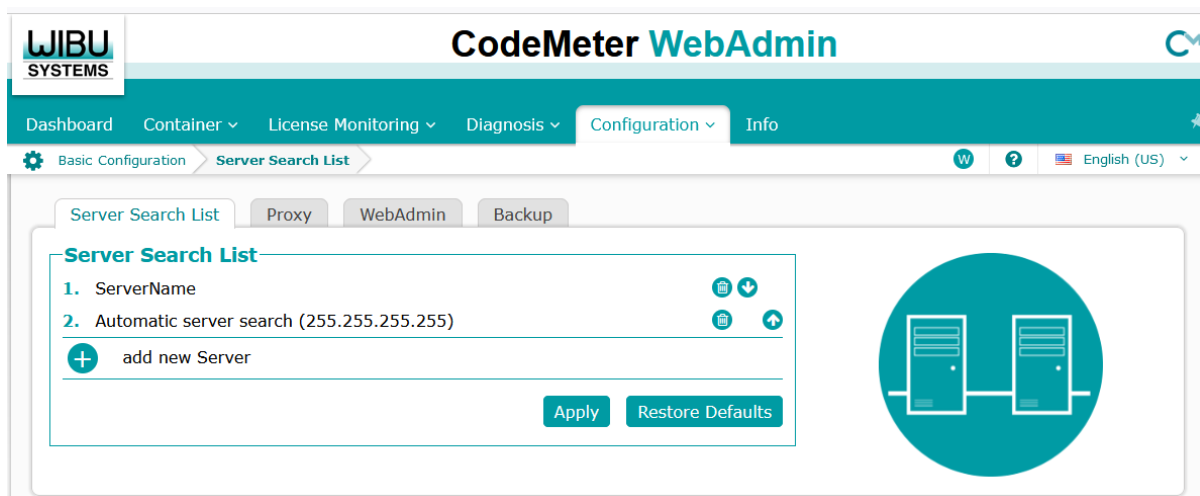 WIBU
SYSTEMS
CodeMeter WebAdmin
Dashboard Container License Monitoring Diagnosis Configuration Info
Basic Configuration Server Search List W ? English (US)
Server Search List Proxy WebAdmin Backup
Server Search List
1. ServerName
2. Automatic server search (255.255.255.255)
+ add new Server
Apply Restore Defaults